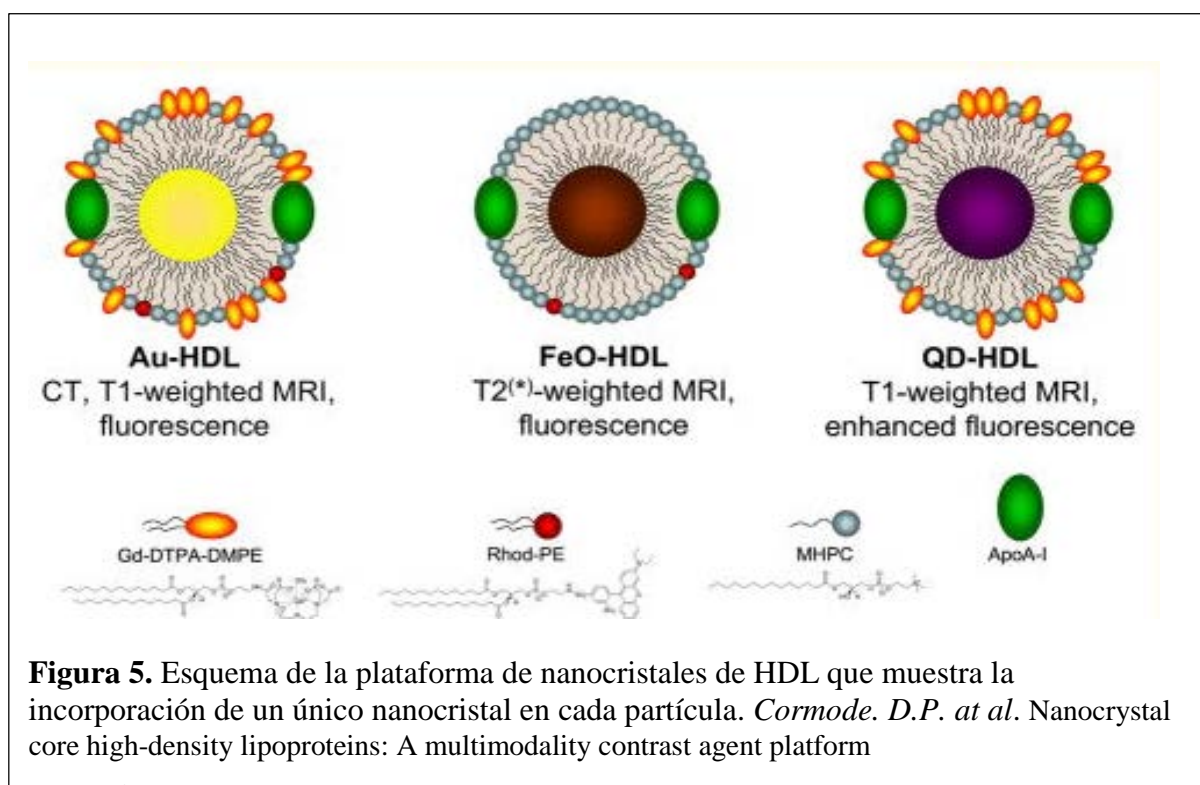 Au-HDL
CT, T1-weighted MRI,
fluorescence
FeO-HDL
T2(*)-weighted MRI,
fluorescence
QD-HDL
T1-weighted MRI,
enhanced fluorescence
Gd-DTPA-DMPE
Rhod-PE
MHPC
ApoA-I
Figura 5. Esquema de la plataforma de nanocristales de HDL que muestra la
incorporación de un único nanocristal en cada partícula. Cormode. D.P. at al. Nanocrystal
core high-density lipoproteins: A multimodality contrast agent platform